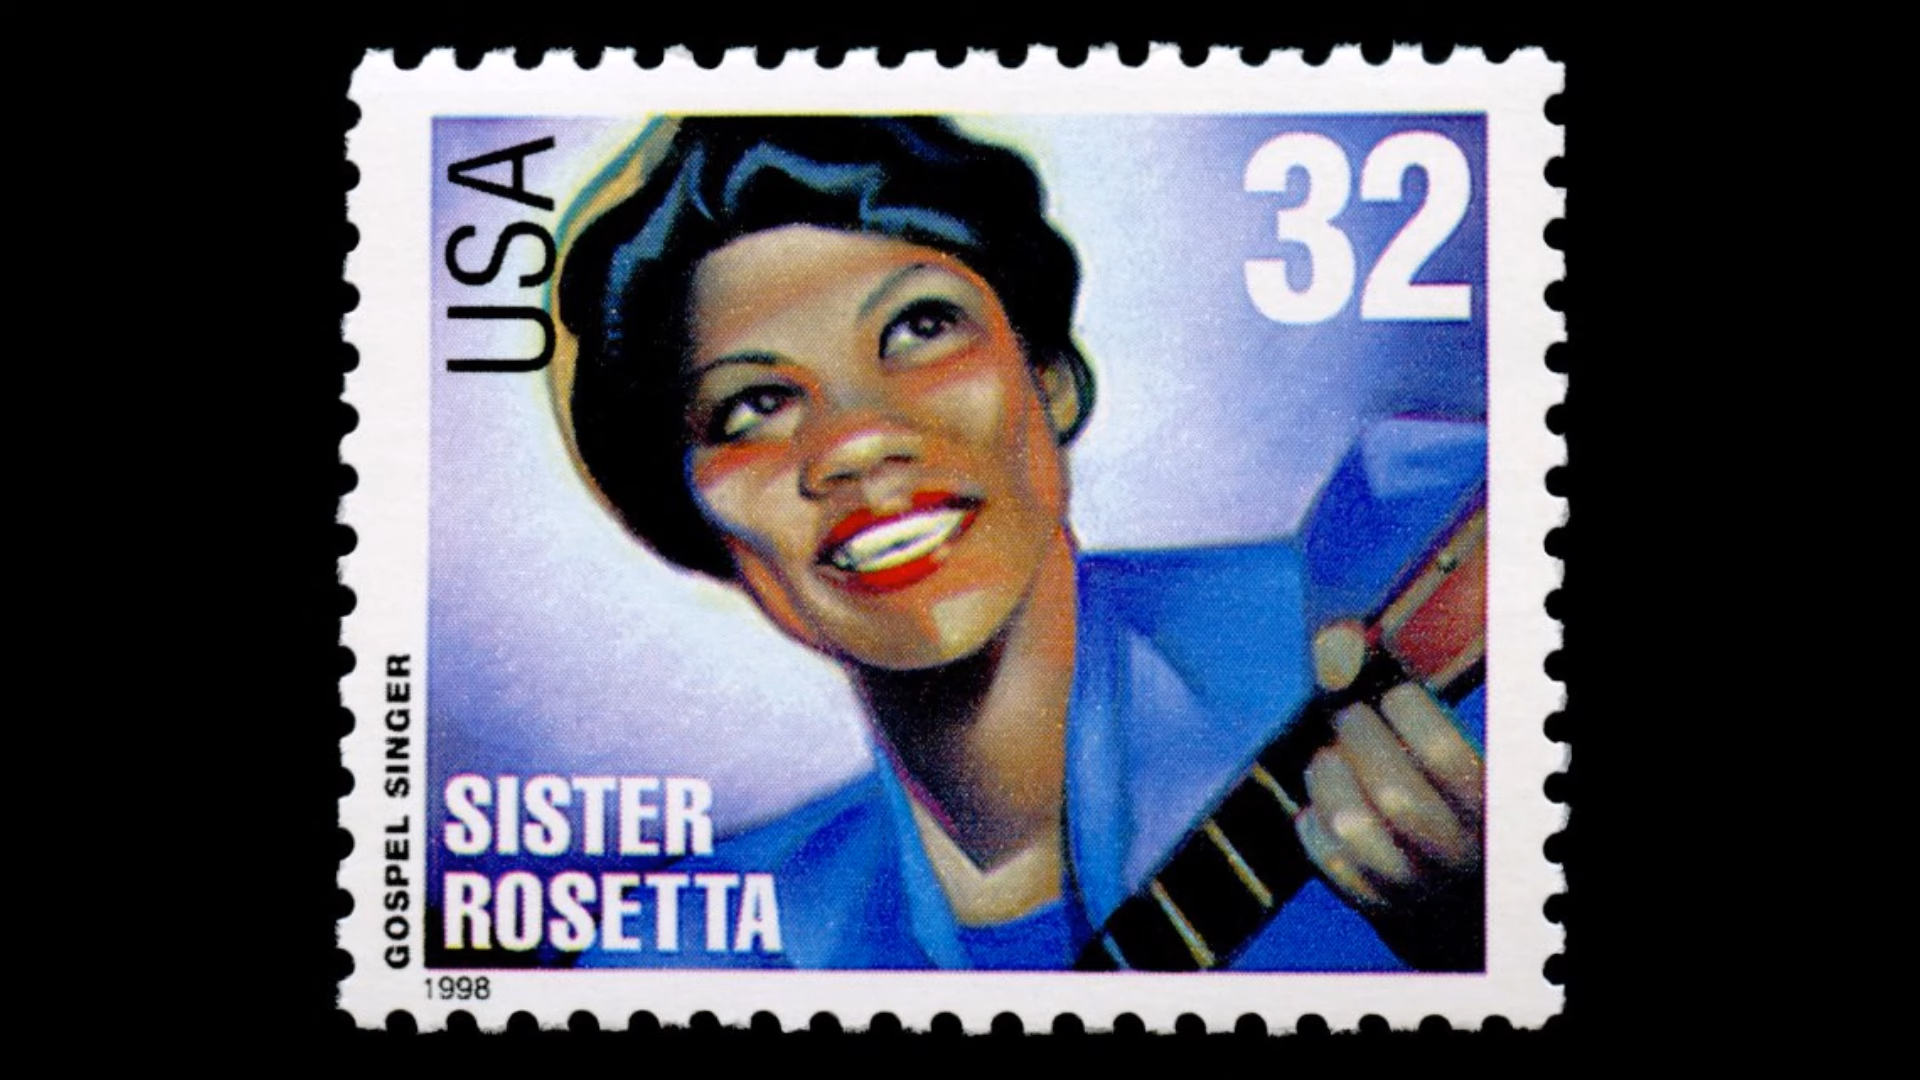 USA
32
GOSPEL SINGER
SISTER
ROSETTA
1998